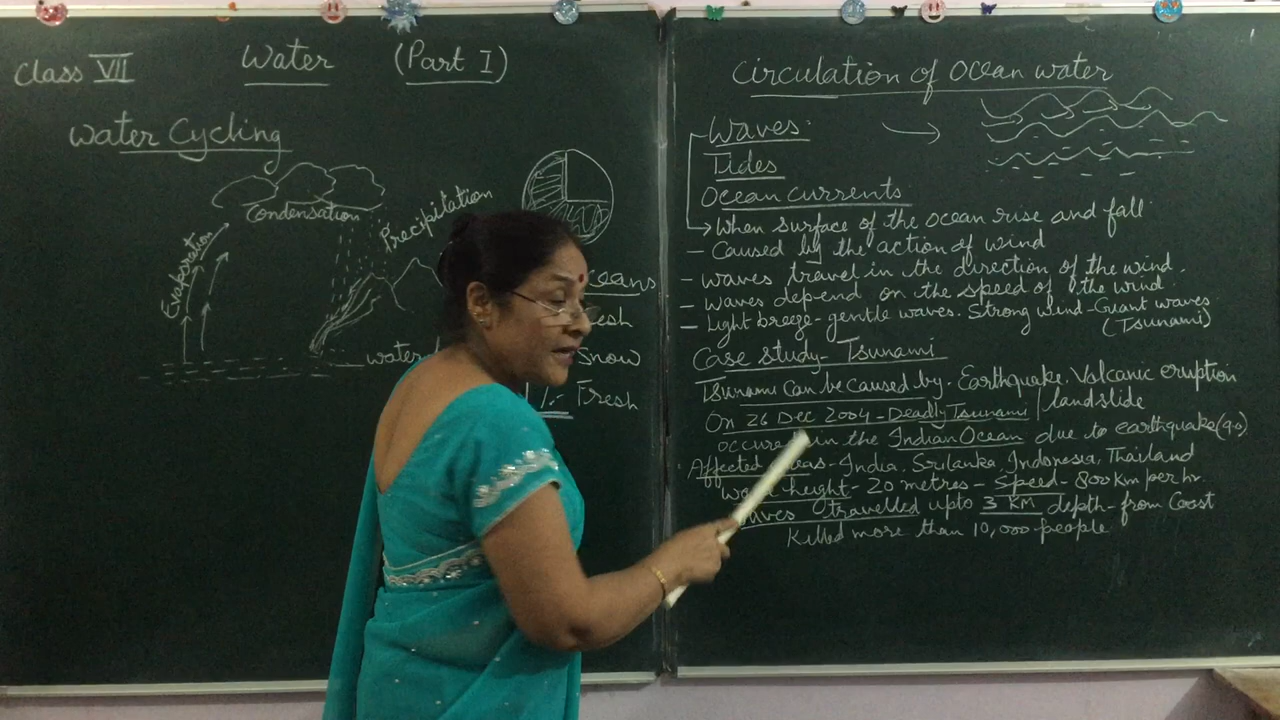 Class VII
Water (Part I)
Water Cycling
Condensation
Precipitation
Evaporation
water
ceans
resh
Snow
1%- Fresh
Circulation of Ocean water
Waves:
Tides
Ocean Currents
When surface of the ocean rise and fall
- Caused by the action of wind
- waves travel in the direction of the wind.
- Waves depend on the speed of the wind.
- Light breeze - gentle waves. Strong wind - Giant waves
(Tsunami)
Case study - Tsunami
Tsunami Can be caused by - Earthquake, Valcanic eruption
landslide
On 26 Dec 2004 - Deadly Tsunami
occured in the Indian Ocean due to earthquake (9.0)
Affected areas - India, Srilanka, Indonesia, Thailand
Wave height - 20 metres - Speed - 800 Km per hr.
waves travelled upto 3 KM depth - from Coast
Killed more than 10,000 people